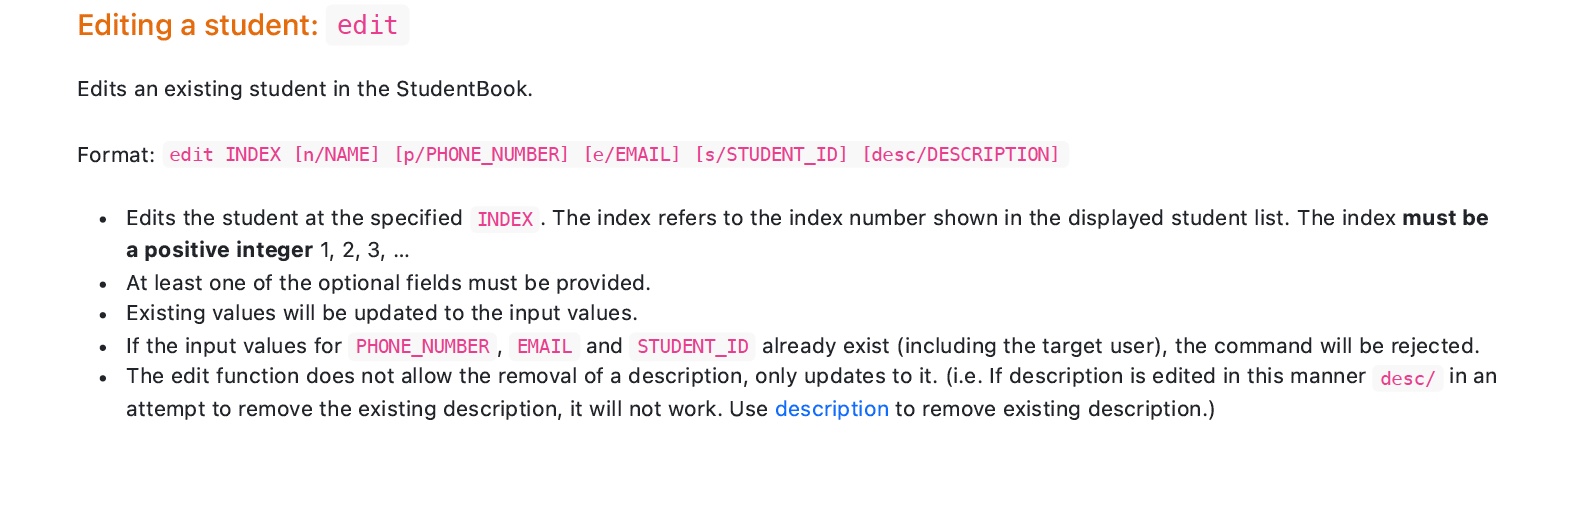 Editing a student: edit
Edits an existing student in the StudentBook.
Format: edit INDEX [n/NAME] [p/PHONE_NUMBER] [e/EMAIL] [s/STUDENT_ID] [desc/DESCRIPTION]
• Edits the student at the specified INDEX. The index refers to the index number shown in the displayed student list. The index must be
a positive integer 1, 2, 3, …
• At least one of the optional fields must be provided.
• Existing values will be updated to the input values.
• If the input values for PHONE_NUMBER, EMAIL and STUDENT_ID already exist (including the target user), the command will be rejected.
• The edit function does not allow the removal of a description, only updates to it. (i.e. If description is edited in this manner desc/ in an
attempt to remove the existing description, it will not work. Use description to remove existing description.)